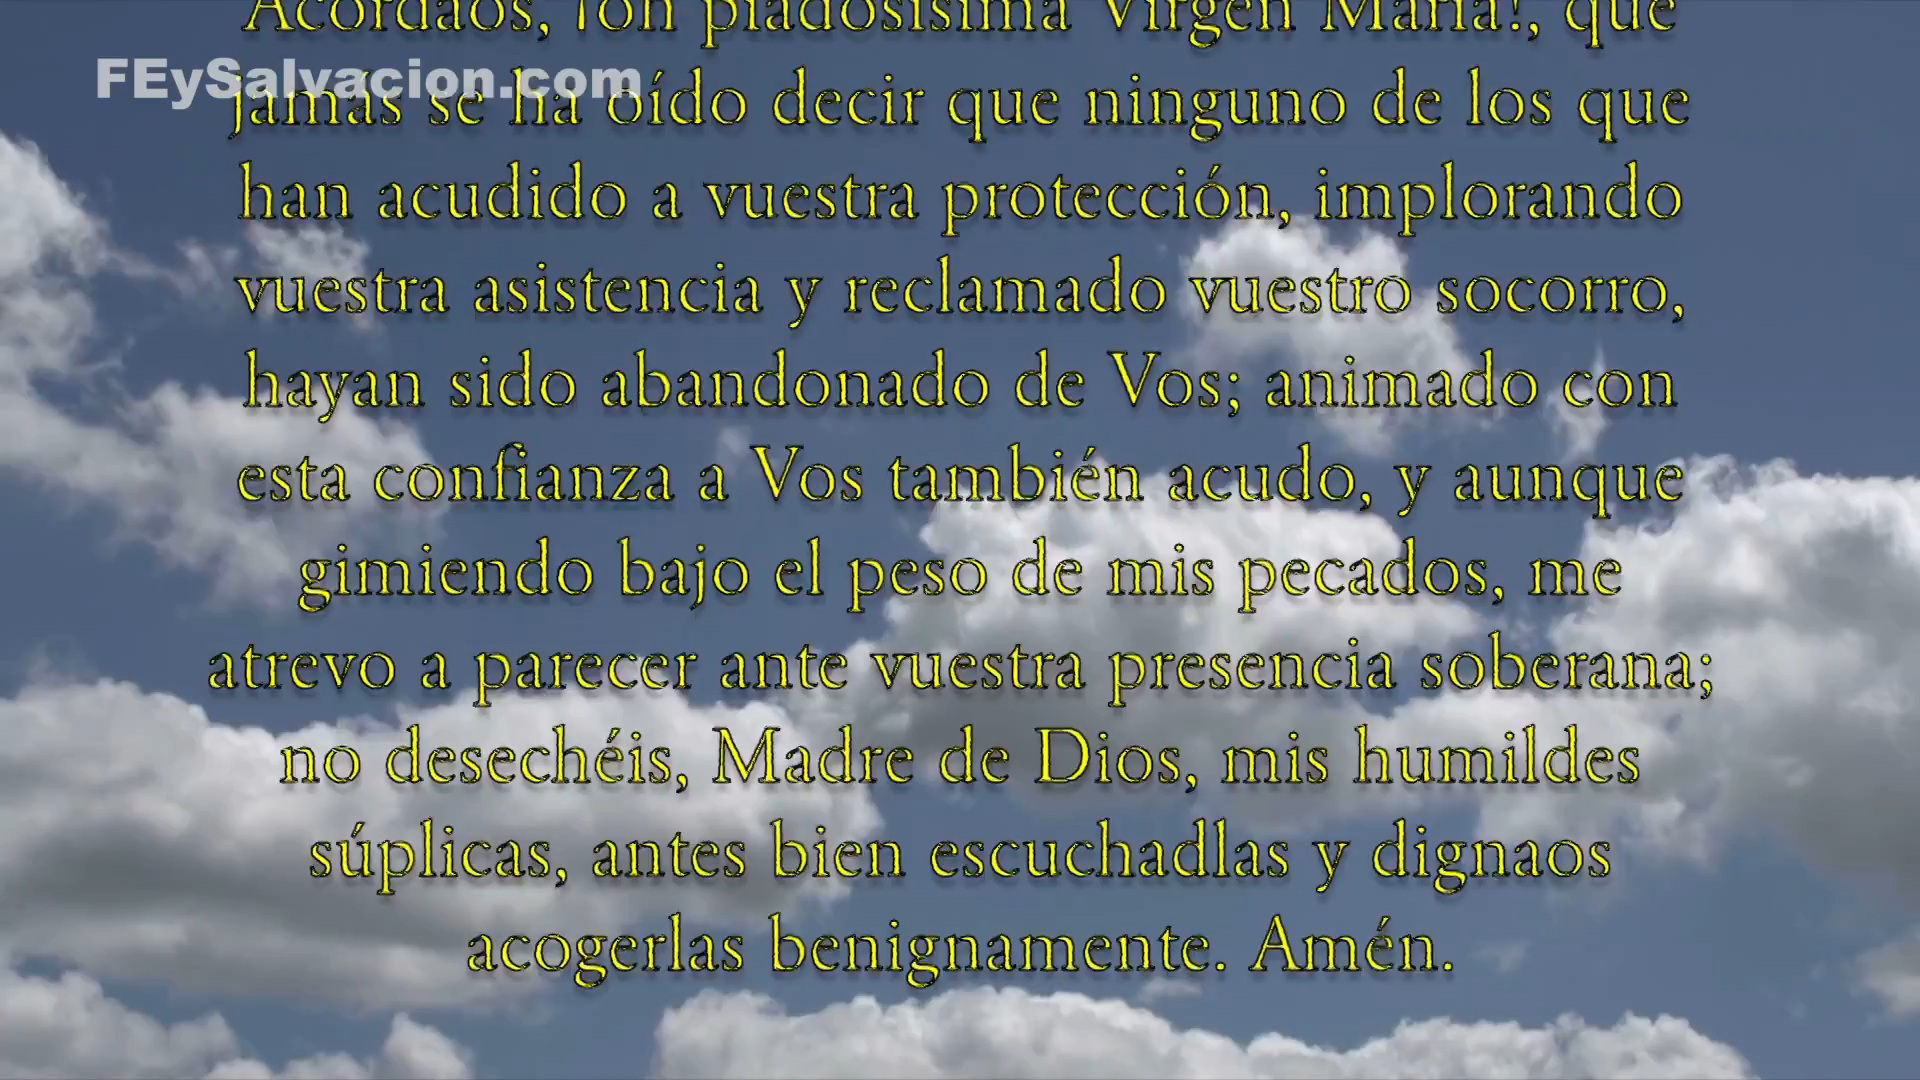 Acordaos, ¡oh piadosísima Virgen María!, que
FEySalvacion.com
jamás se ha oído decir que ninguno de los que
han acudido a vuestra protección, implorando
vuestra asistencia y reclamado vuestro socorro,
hayan sido abandonado de Vos; animado con
esta confianza a Vos también acudo, y aunque
gimiendo bajo el peso de mis pecados, me
atrevo a parecer ante vuestra presencia soberana;
no desechéis, Madre de Dios, mis humildes
súplicas, antes bien escuchadlas y dignaos
acogerlas benignamente. Amén.